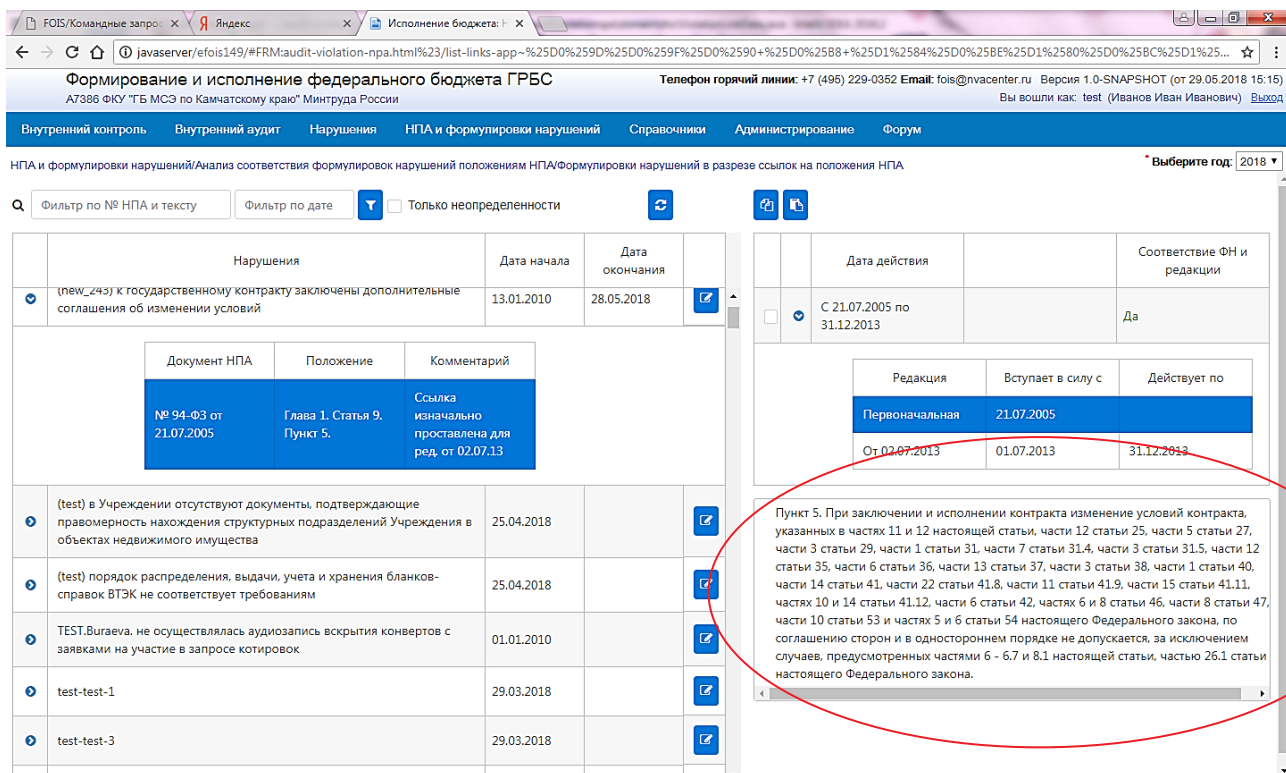 FOIS/Командные запрос
Яндекс
Исполнение бюджета: Н
javaserver/efois149/#FRM:audit-violation-npa.html%23/list-links-app~%25D0%259D%25D0%259F%25D0%2590+%25D0%25B8+%25D1%2584%25D0%25BE%25D1%2580%25D0%25BC%25D1%25...
Формирование и исполнение федерального бюджета ГРБС
Телефон горячий линии: +7 (495) 229-0352 Email: fois@nvacenter.ru Версия 1.0-SNAPSHOT (от 29.05.2018 15:15)
А7386 ФКУ "ГБ МСЭ по Камчатскому краю" Минтруда России
Вы вошли как: test (Иванов Иван Иванович) Выход
Внутренний контроль Внутренний аудит Нарушения НПА и формулировки нарушений Справочники Администрирование Форум
НПА и формулировки нарушений/Анализ соответствия формулировок нарушений положениям НПА/Формулировки нарушений в разрезе ссылок на положения НПА
* Выберите год: 2018
Фильтр по № НПА и тексту
Фильтр по дате
Только неопределенности
Нарушения
Дата начала
Дата
окончания
(new_243) к государственному контракту заключены дополнительные
соглашения об изменении условий
13.01.2010
28.05.2018
Документ НПА
Положение
Комментарий
№ 94-ФЗ от
21.07.2005
Глава 1. Статья 9.
Пункт 5.
Ссылка
изначально
проставлена для
ред. от 02.07.13
(test) в Учреждении отсутствуют документы, подтверждающие
правомерность нахождения структурных подразделений Учреждения в
объектах недвижимого имущества
25.04.2018
(test) порядок распределения, выдачи, учета и хранения бланков-
справок ВТЭК не соответствует требованиям
25.04.2018
TEST.Buraeva. не осуществлялась аудиозапись вскрытия конвертов с
заявками на участие в запросе котировок
01.01.2010
test-test-1
29.03.2018
test-test-3
29.03.2018
Дата действия
Соответствие ФН и
редакции
С 21.07.2005 по
31.12.2013
Да
Редакция
Вступает в силу с
Действует по
Первоначальная
21.07.2005
От 02.07.2013
01.07.2013
31.12.2013
Пункт 5. При заключении и исполнении контракта изменение условий контракта,
указанных в частях 11 и 12 настоящей статьи, части 12 статьи 25, части 5 статьи 27,
части 3 статьи 29, части 1 статьи 31, части 7 статьи 31.4, части 3 статьи 31.5, части 12
статьи 35, части 6 статьи 36, части 13 статьи 37, части 3 статьи 38, части 1 статьи 40,
части 14 статьи 41, части 22 статьи 41.8, части 11 статьи 41.9, части 15 статьи 41.11,
частях 10 и 14 статьи 41.12, части 6 статьи 42, частях 6 и 8 статьи 46, части 8 статьи 47,
части 10 статьи 53 и частях 5 и 6 статьи 54 настоящего Федерального закона, по
соглашению сторон и в одностороннем порядке не допускается, за исключением
случаев, предусмотренных частями 6 - 6.7 и 8.1 настоящей статьи, частью 26.1 статьи
настоящего Федерального закона.